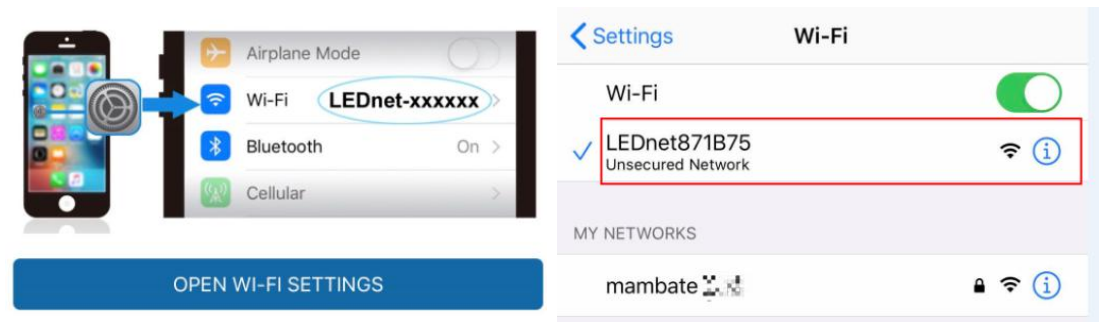 Airplane Mode
Wi-Fi LEDnet-xxxxxx
Bluetooth On
Cellular
OPEN WI-FI SETTINGS
Settings Wi-Fi
Wi-Fi
LEDnet871B75
Unsecured Network
MY NETWORKS
mambate